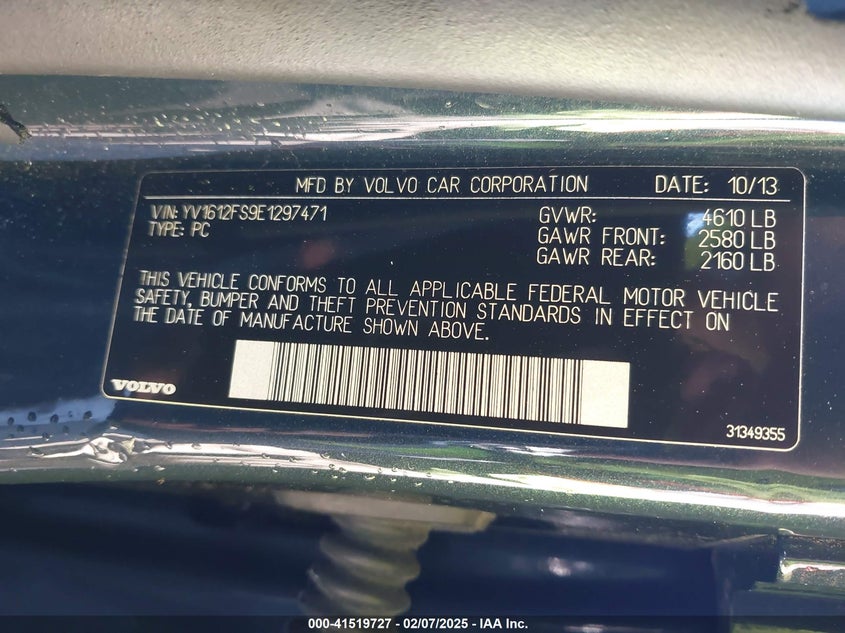 MFD BY VOLVO CAR CORPORATION DATE: 10/13
VIN: YV1612FS9E1297471 GVWR: 4610 LB
TYPE: PC GAWR FRONT: 2580 LB
GAWR REAR: 2160 LB
THIS VEHICLE CONFORMS TO ALL APPLICABLE FEDERAL MOTOR VEHICLE
SAFETY, BUMPER AND THEFT PREVENTION STANDARDS IN EFFECT ON
THE DATE OF MANUFACTURE SHOWN ABOVE.
VOLVO
31349355
000-41519727 - 02/07/2025 - IAA Inc.